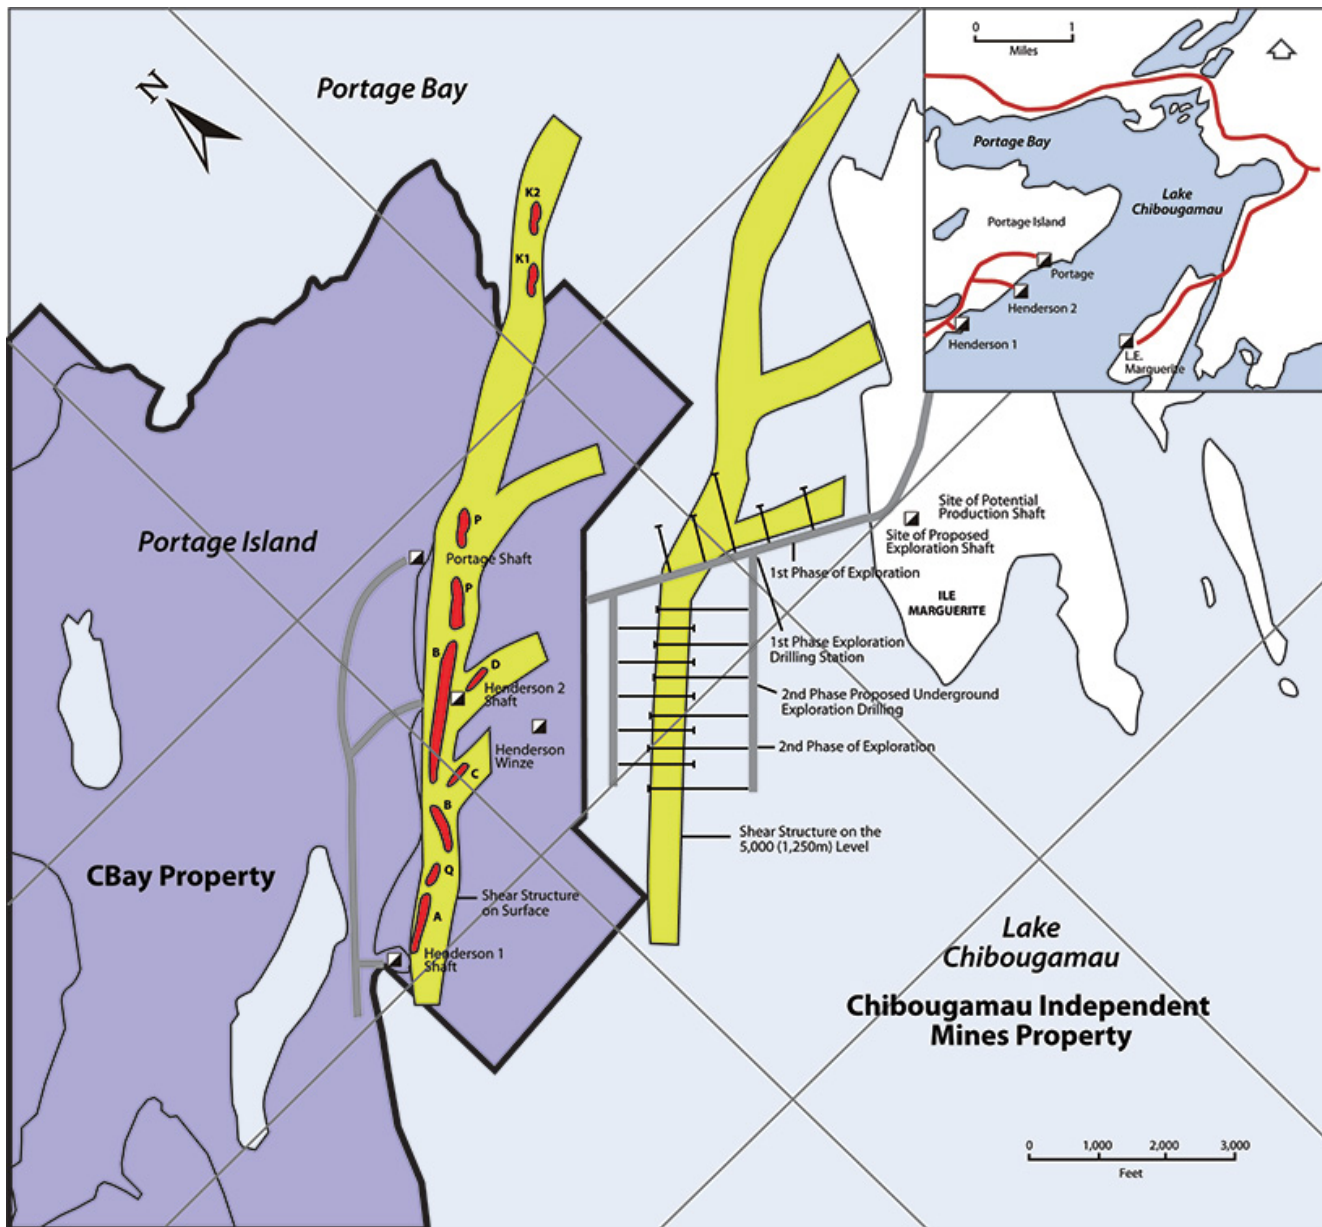 N
Portage Bay
0 1
Miles
Portage Bay
Lake
Chibougamau
Portage Island
Portage
Henderson 2
Henderson 1
L.E.
Marguerite
K2
K1
Portage Island
P
Portage Shaft
P
B
D
Henderson 2
Shaft
Henderson
Winze
C
B
Q
A
CBay Property
Shear Structure
on Surface
Henderson 1
Shaft
Site of Potential
Production Shaft
Site of Proposed
Exploration Shaft
1st Phase of Exploration
ILE
MARGUERITE
1st Phase Exploration
Drilling Station
2nd Phase Proposed Underground
Exploration Drilling
2nd Phase of Exploration
Shear Structure on the
5,000 (1,250m) Level
Lake
Chibougamau
Chibougamau Independent
Mines Property
0 1,000 2,000 3,000
Feet